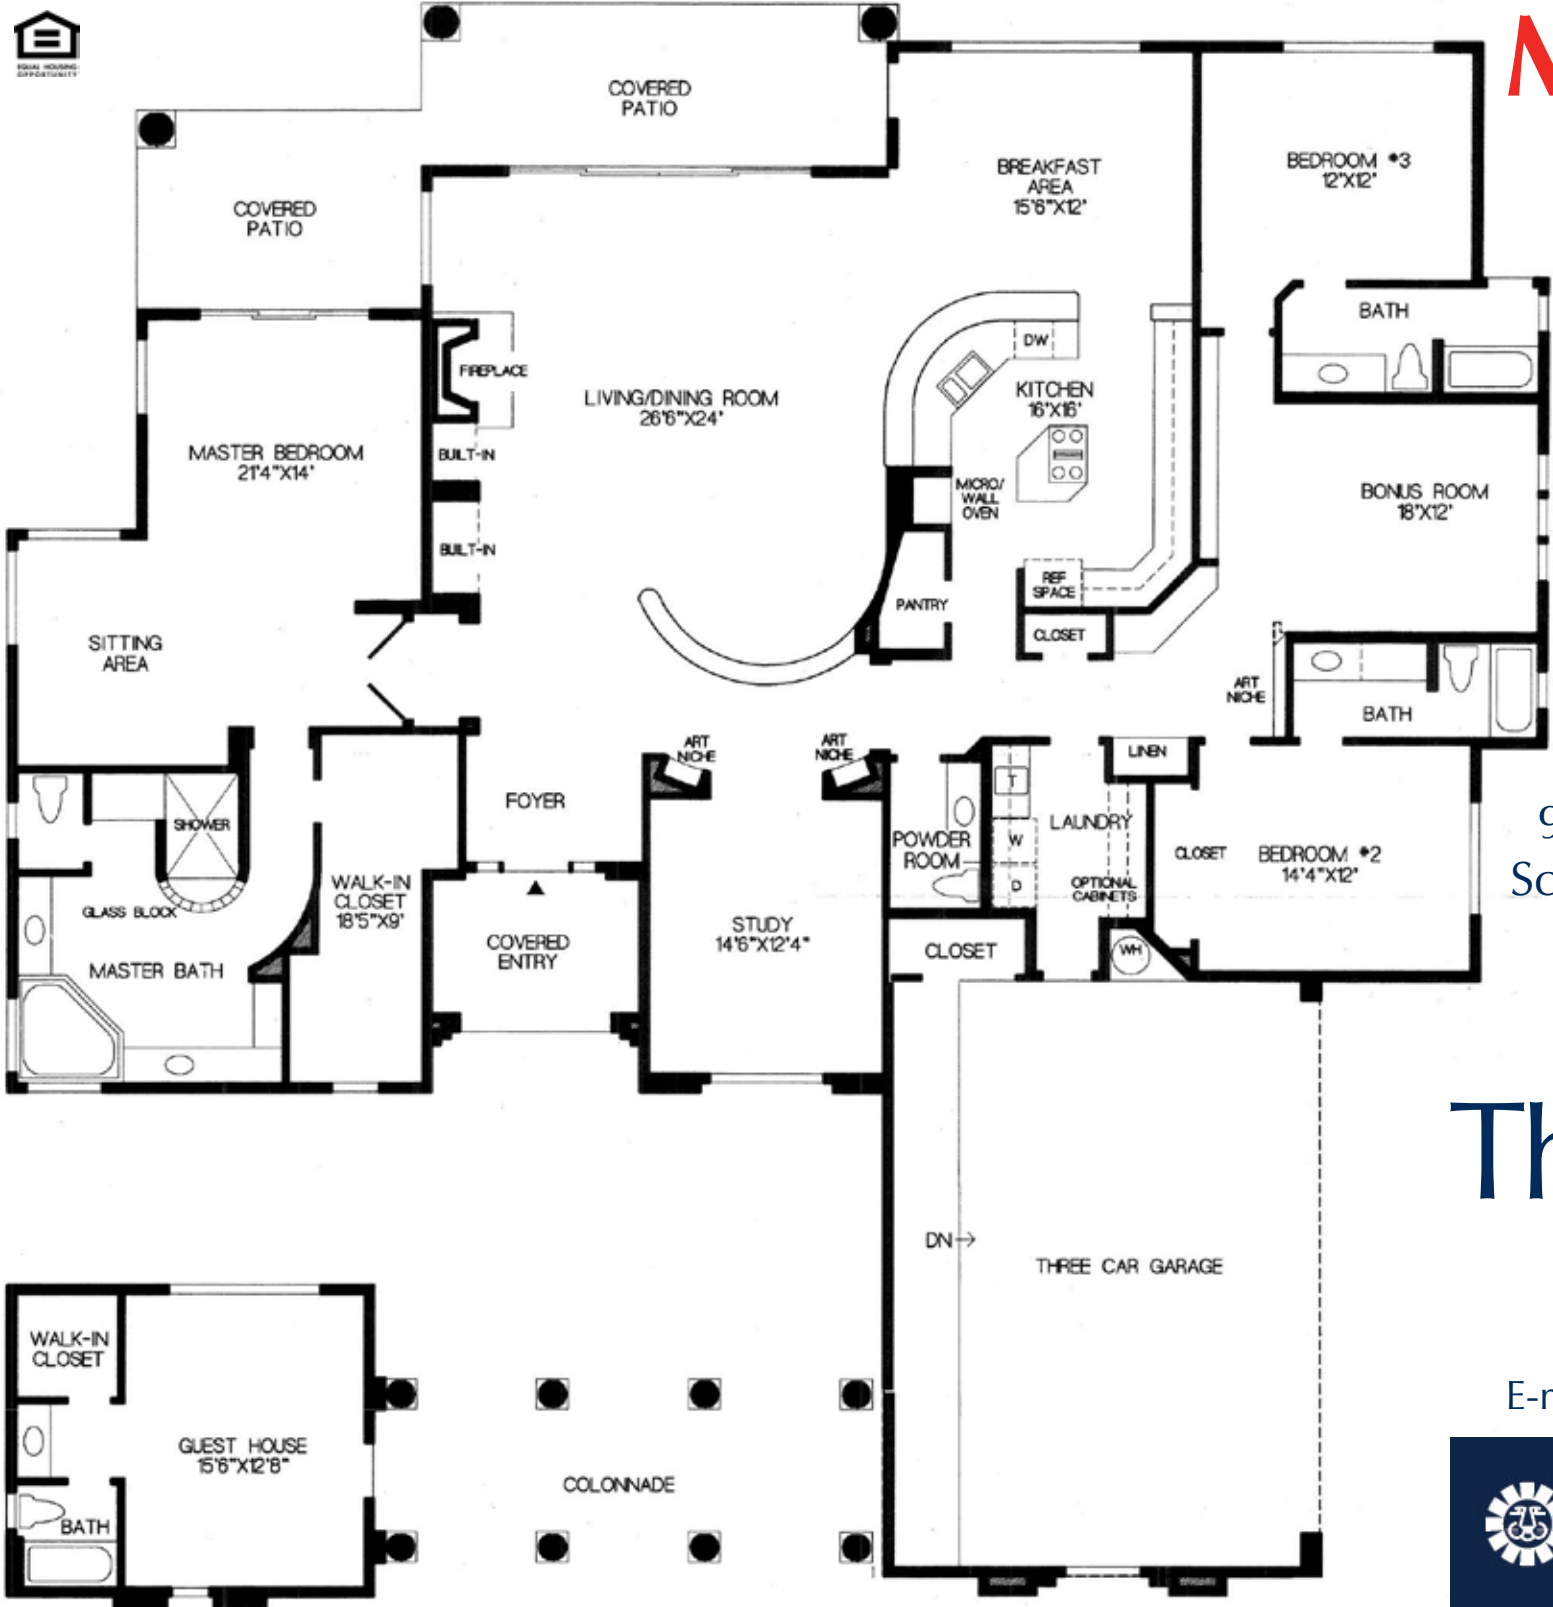 EQUAL HOUSING
OPPORTUNITY
COVERED
PATIO
COVERED
PATIO
BREAKFAST
AREA
15'6"X12'
BEDROOM #3
12'X12'
BATH
FIREPLACE
LIVING/DINING ROOM
26'6"X24'
DW
KITCHEN
16'X16'
MASTER BEDROOM
21'4"X14'
BUILT-IN
MICRO/
WALL
OVEN
BONUS ROOM
18'X12'
BUILT-IN
REF
SPACE
PANTRY
CLOSET
SITTING
AREA
ART
NICHE
BATH
ART
NICHE
ART
NICHE
LINEN
FOYER
T
SHOWER
POWDER
ROOM
W
LAUNDRY
CLOSET
BEDROOM #2
14'4"X12'
D
OPTIONAL
CABINETS
WALK-IN
CLOSET
18'5"X9'
GLASS BLOCK
COVERED
ENTRY
STUDY
14'6"X12'4"
CLOSET
WH
MASTER BATH
So
Th
DN
THREE CAR GARAGE
WALK-IN
CLOSET
GUEST HOUSE
15'6"X12'8"
COLONNADE
BATH